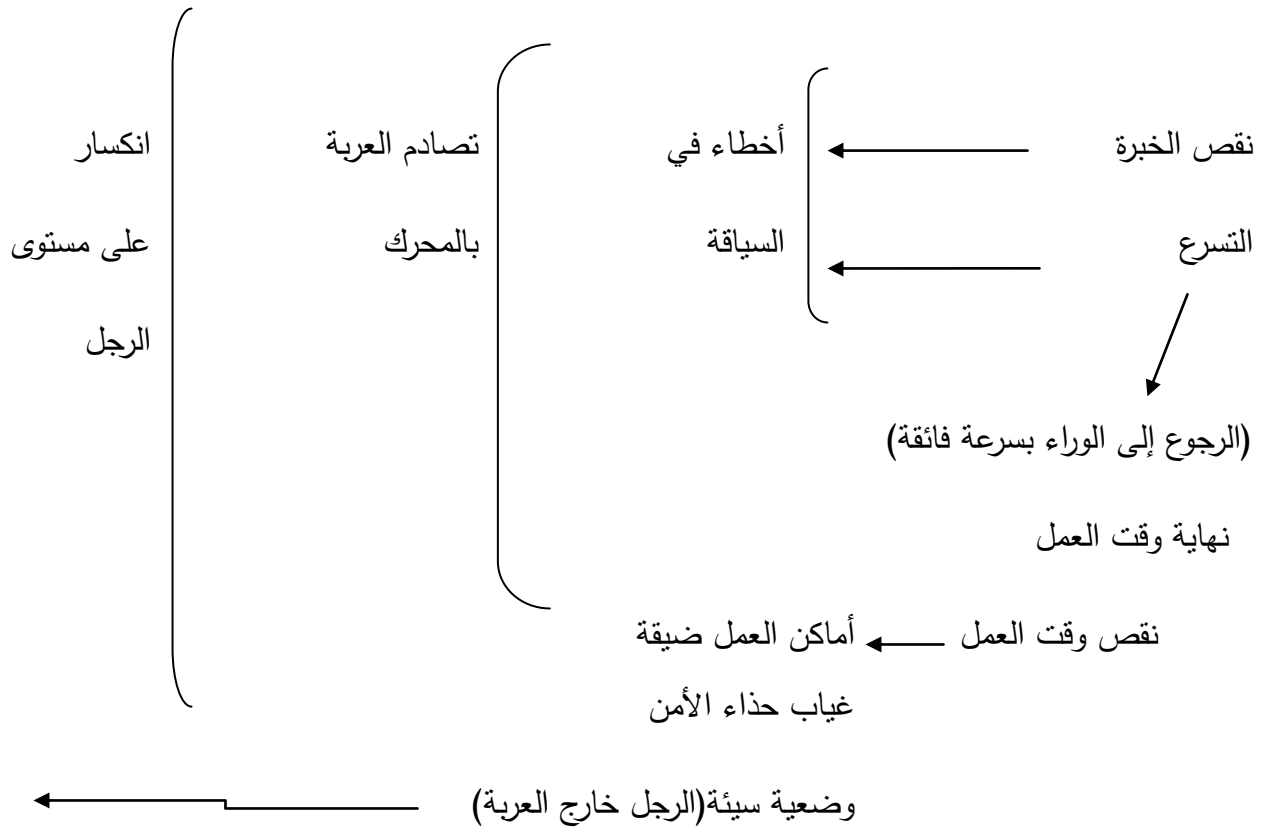 نقص الخبرة
أخطاء في
تصادم العربة
انكسار
التسرع
السياقة
بالمحرك
على مستوى
الرجل
(الرجوع إلى الوراء بسرعة فائقة)
نهاية وقت العمل
نقص وقت العمل
أماكن العمل ضيقة
غياب حذاء الأمن
وضعية سيئة(الرجل خارج العربة)